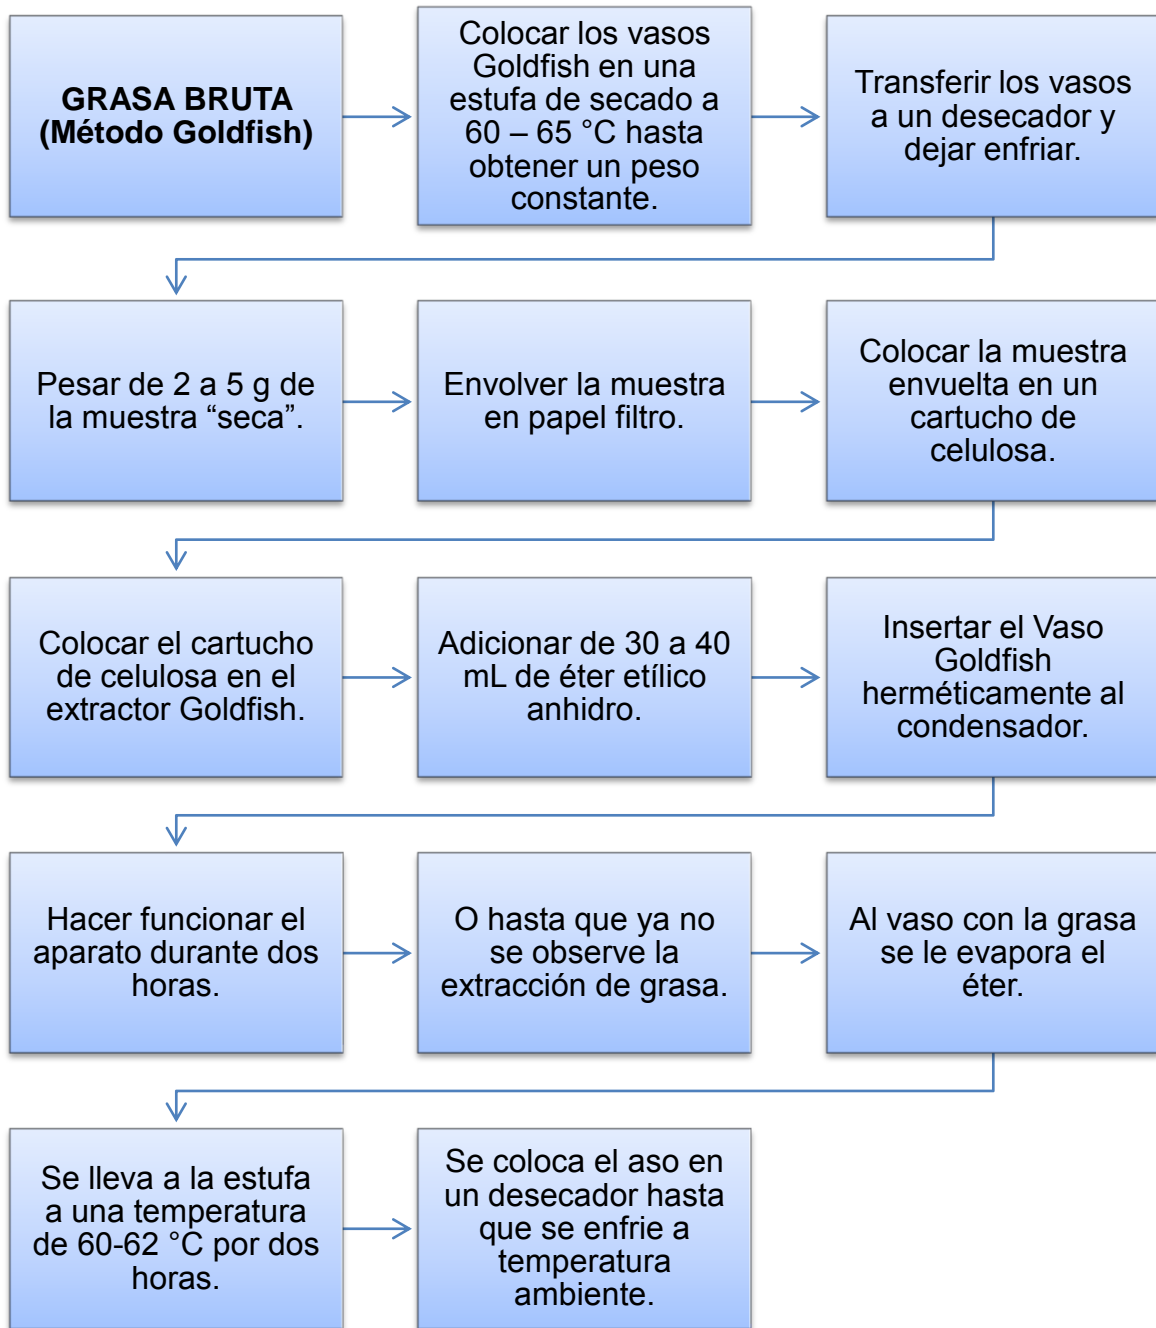 GRASA BRUTA
(Método Goldfish)
Colocar los vasos
Goldfish en una
estufa de secado a
60 – 65 °C hasta
obtener un peso
constante.
Transferir los vasos
a un desecador y
dejar enfriar.
Pesar de 2 a 5 g de
la muestra “seca”.
Envolver la muestra
en papel filtro.
Colocar la muestra
envuelta en un
cartucho de
celulosa.
Colocar el cartucho
de celulosa en el
extractor Goldfish.
Adicionar de 30 a 40
mL de éter etílico
anhidro.
Insertar el Vaso
Goldfish
herméticamente al
condensador.
Hacer funcionar el
aparato durante dos
horas.
O hasta que ya no
se observe la
extracción de grasa.
Al vaso con la grasa
se le evapora el
éter.
Se lleva a la estufa
a una temperatura
de 60-62 °C por dos
horas.
Se coloca el aso en
un desecador hasta
que se enfrie a
temperatura
ambiente.